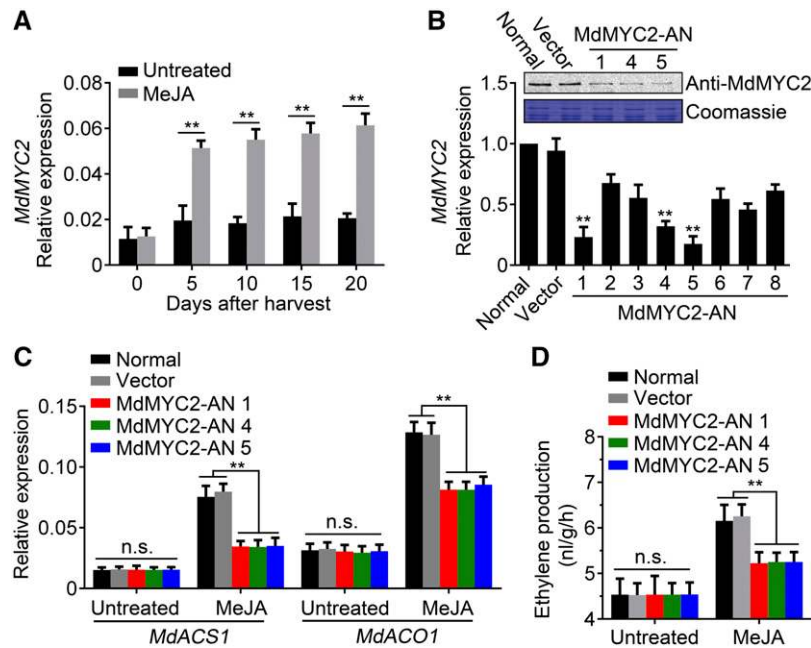 A
Untreated
MeJA
** ** ** **
0.08
0.06
0.04
0.02
0
MdMYC2
Relative expression
0 5 10 15 20
Days after harvest
B
Normal
Vector
MdMYC2-AN
1 4 5
Anti-MdMYC2
Coomassie
1.5
1.0
0.5
0
MdMYC2
Relative expression
** ** **
Normal
Vector
1 2 3 4 5 6 7 8
MdMYC2-AN
C
Normal
Vector
MdMYC2-AN 1
MdMYC2-AN 4
MdMYC2-AN 5
0.15
0.10
0.05
0
Relative expression
n.s. ** n.s. **
Untreated MeJA Untreated MeJA
MdACS1 MdACO1
D
Normal
Vector
MdMYC2-AN 1
MdMYC2-AN 4
MdMYC2-AN 5
8
7
6
5
4
Ethylene production
(nl/g/h)
n.s. **
Untreated MeJA